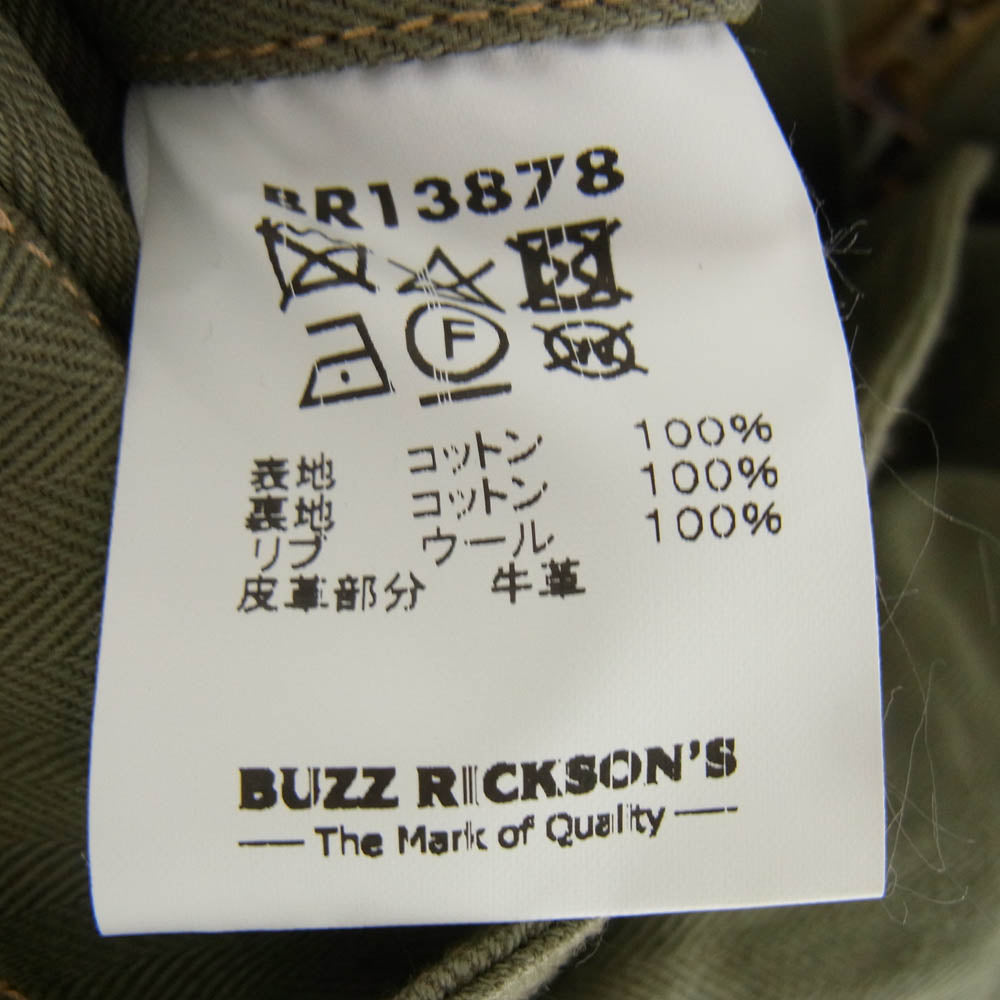 BR13878
F
W
表地 コットン 100%
裏地 コットン 100%
リブ ウール 100%
皮革部分 牛革
BUZZ RICKSON'S
The Mark of Quality